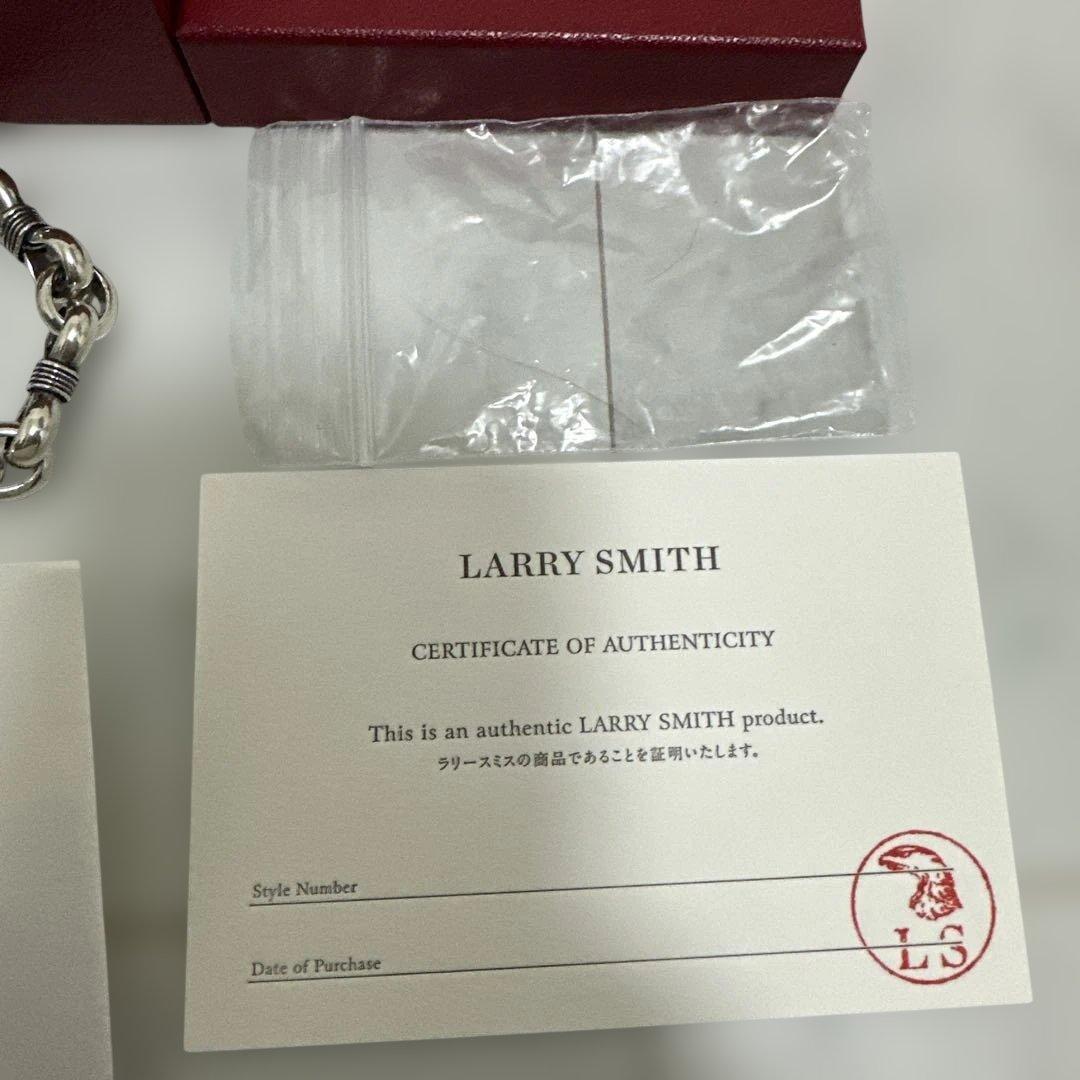 LARRY SMITH
CERTIFICATE OF AUTHENTICITY
This is an authentic LARRY SMITH product.
ラリースミスの商品であることを証明いたします。
Style Number
Date of Purchase
LS